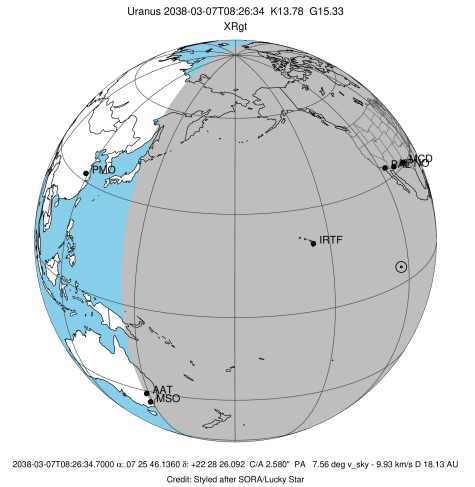 Uranus 2038-03-07T08:26:34 K13.78 G15.33
XRgt
PMO
MCD
IRTF
AAT
MSO
2038-03-07T08:26:34.7000 α: 07 25 46.1360 δ: +22 28 26.092 C/A 2.580" PA 7.56 deg v_sky - 9.93 km/s D 18.13 AU
Credit: Styled after SORA/Lucky Star